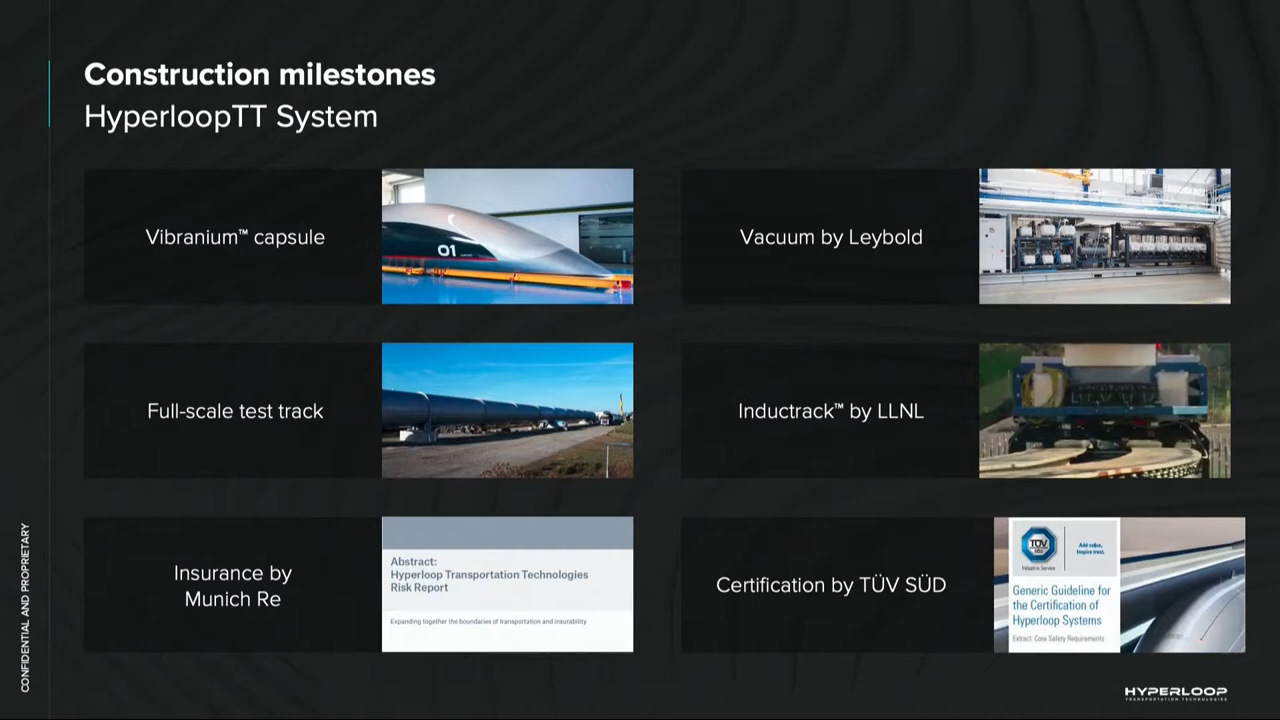 Construction milestones
HyperloopTT System
Vibranium™ capsule
01
Vacuum by Leybold
Full-scale test track
Inductrack™ by LLNL
Insurance by
Munich Re
Abstract:
Hyperloop Transportation Technologies
Risk Report
Expanding together the boundaries of transportation and insurability
Certification by TÜV SÜD
TÜV
SÜD
Industrie Service
Add value.
Inspire trust.
Generic Guideline for
the Certification of
Hyperloop Systems
Extract: Core Safety Requirements
CONFIDENTIAL AND PROPRIETARY
HYPERLOOP
TRANSPORTATION TECHNOLOGIES